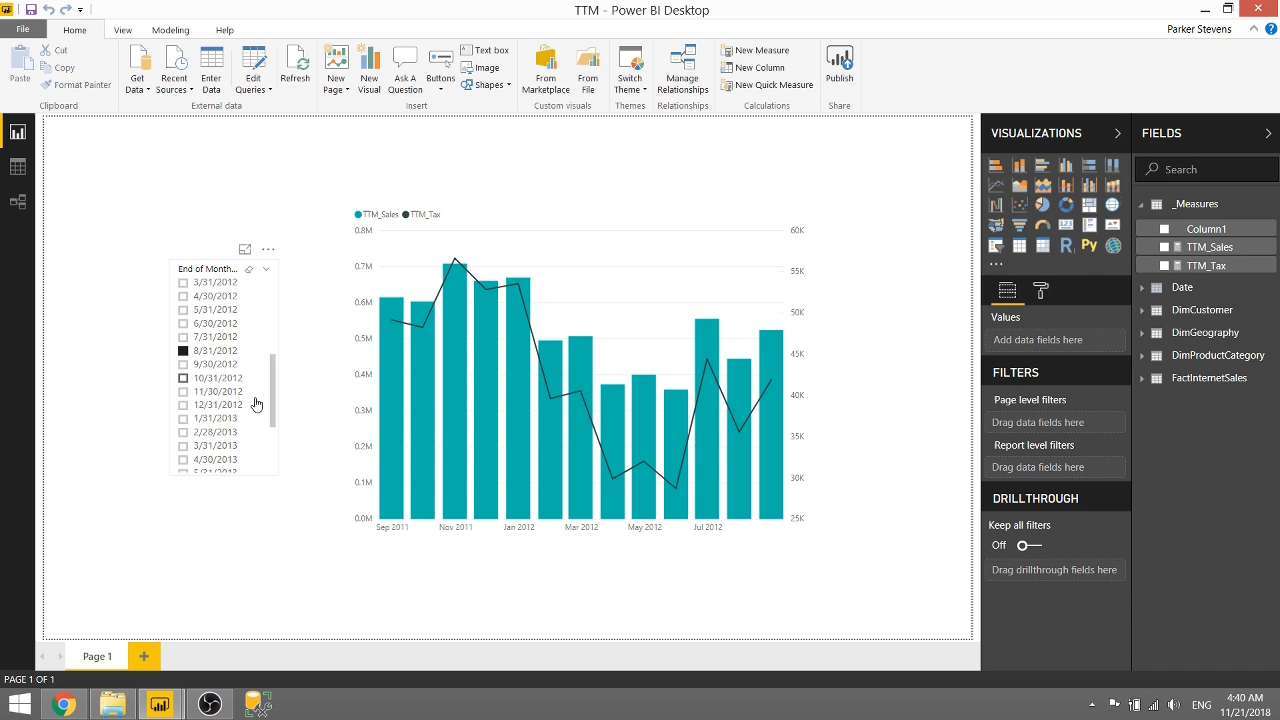 TTM - Power BI Desktop
File
Home
View
Modeling
Help
Parker Stevens
Paste
Cut
Copy
Format Painter
Clipboard
Get Data
Recent Sources
Enter Data
Edit Queries
Refresh
External data
New Page
New Visual
Ask A Question
Buttons
Text box
Image
Shapes
Insert
From Marketplace
From File
Custom visuals
Switch Theme
Themes
Manage Relationships
Relationships
New Measure
New Column
New Quick Measure
Calculations
Publish
Share
End of Month...
3/31/2012
4/30/2012
5/31/2012
6/30/2012
7/31/2012
8/31/2012
9/30/2012
10/31/2012
11/30/2012
12/31/2012
1/31/2013
2/28/2013
3/31/2013
4/30/2013
5/31/2013
TTM_Sales TTM_Tax
0.8M 60K
0.7M 55K
0.6M 50K
0.5M 45K
0.4M 40K
0.3M 35K
0.2M 30K
0.1M 25K
0.0M
Sep 2011 Nov 2011 Jan 2012 Mar 2012 May 2012 Jul 2012
VISUALIZATIONS
R Py
123
Values
Add data fields here
FILTERS
Page level filters
Drag data fields here
Report level filters
Drag data fields here
DRILLTHROUGH
Keep all filters
Off
Drag drillthrough fields here
FIELDS
Search
_Measures
Column1
TTM_Sales
TTM_Tax
Date
DimCustomer
DimGeography
DimProductCategory
FactInternetSales
Page 1
PAGE 1 OF 1
ENG
4:40 AM
11/21/2018